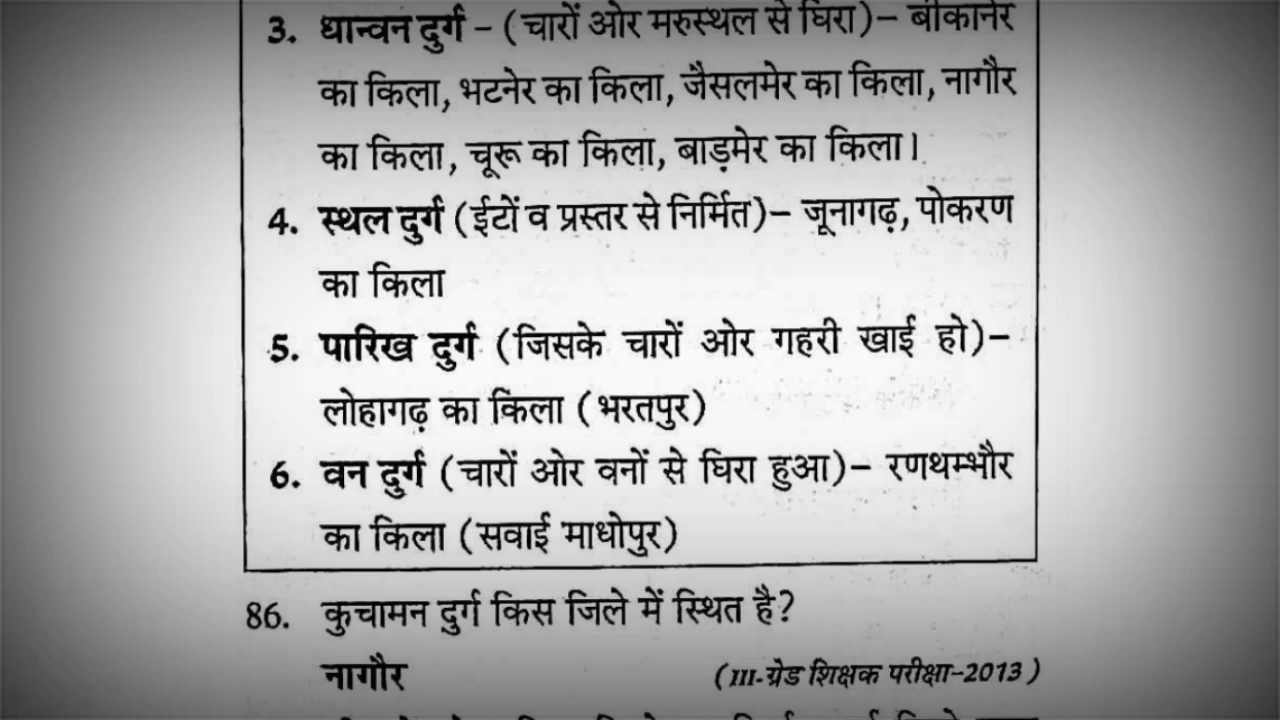 3. धान्वन दुर्ग – (चारों ओर मरुस्थल से घिरा)– बीकानेर
का किला, भटनेर का किला, जैसलमेर का किला, नागौर
का किला, चूरू का किला, बाड़मेर का किला।
4. स्थल दुर्ग (ईटों व प्रस्तर से निर्मित)– जूनागढ़, पोकरण
का किला
5. पारिख दुर्ग (जिसके चारों ओर गहरी खाई हो)–
लोहागढ़ का किला (भरतपुर)
6. वन दुर्ग (चारों ओर वनों से घिरा हुआ)– रणथम्भौर
का किला (सवाई माधोपुर)
86. कुचामन दुर्ग किस जिले में स्थित है?
नागौर (III-ग्रेड शिक्षक परीक्षा-2013)